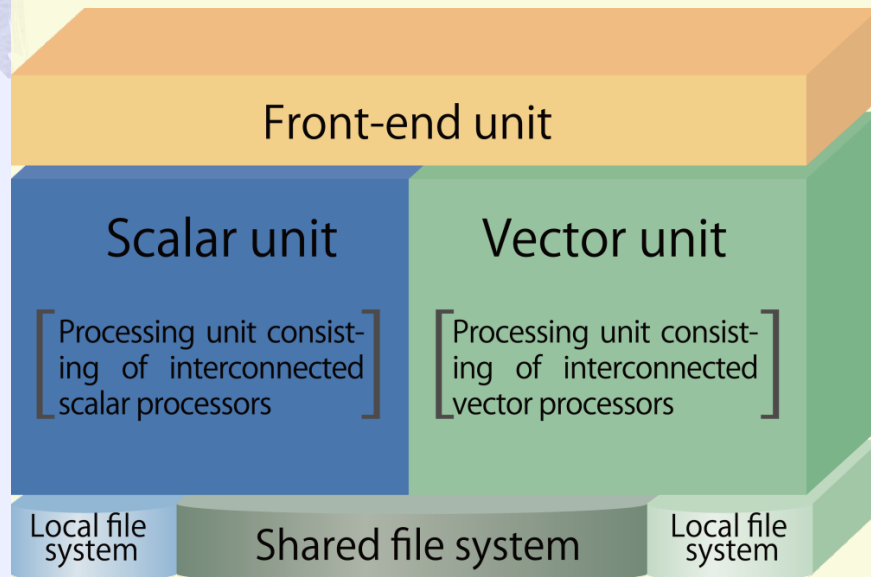 Front-end unit
Scalar unit
Processing unit consist-
ing of interconnected
scalar processors
Vector unit
Processing unit consist-
ing of interconnected
vector processors
Local file
system
Shared file system
Local file
system